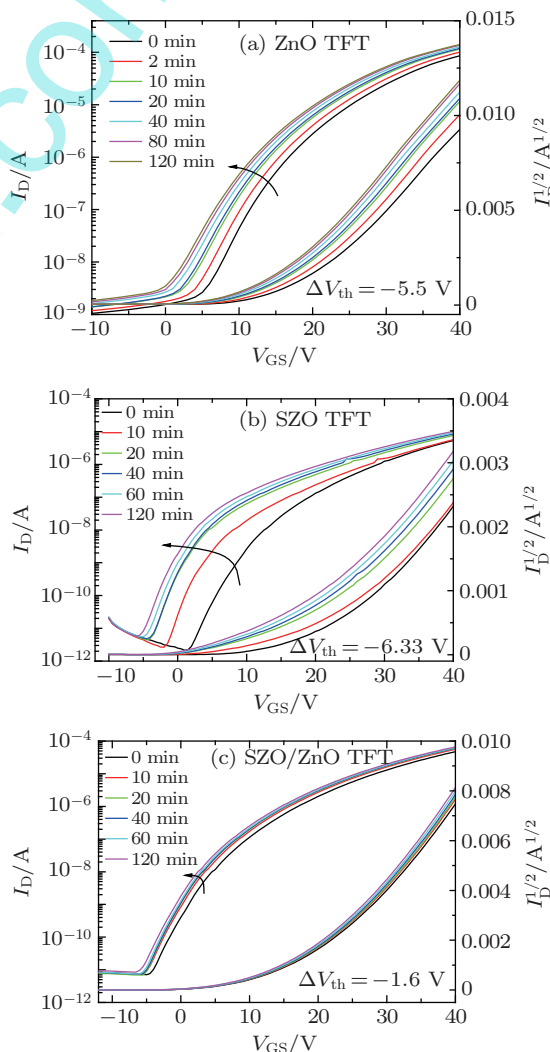 -con
(a) ZnO TFT
0 min
2 min
10 min
20 min
40 min
80 min
120 min
10⁻⁴
10⁻⁵
10⁻⁶
10⁻⁷
10⁻⁸
10⁻⁹
I_D/A
0.015
0.010
0.005
0
ΔV_th = −5.5 V
−10 0 10 20 30 40
V_GS/V
(b) SZO TFT
0 min
10 min
20 min
40 min
60 min
120 min
10⁻⁴
10⁻⁶
10⁻⁸
10⁻¹⁰
10⁻¹²
I_D/A
0.004
0.003
0.002
0.001
0
I_D^1/2/A^1/2
ΔV_th = −6.33 V
−10 0 10 20 30 40
V_GS/V
(c) SZO/ZnO TFT
0 min
10 min
20 min
40 min
60 min
120 min
10⁻⁴
10⁻⁶
10⁻⁸
10⁻¹⁰
10⁻¹²
I_D/A
0.010
0.008
0.006
0.004
0.002
0
I_D^1/2/A^1/2
ΔV_th = −1.6 V
−10 0 10 20 30 40
V_GS/V